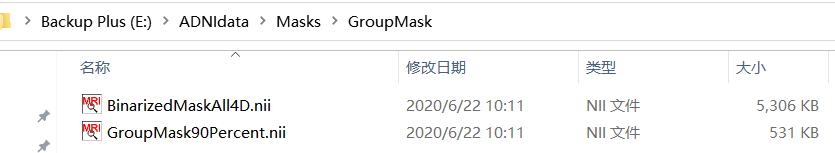 Backup Plus (E:) > ADNIdata > Masks > GroupMask
名称 修改日期 类型 大小
MRI BinarizedMaskAll4D.nii 2020/6/22 10:11 NII 文件 5,306 KB
MRI GroupMask90Percent.nii 2020/6/22 10:11 NII 文件 531 KB